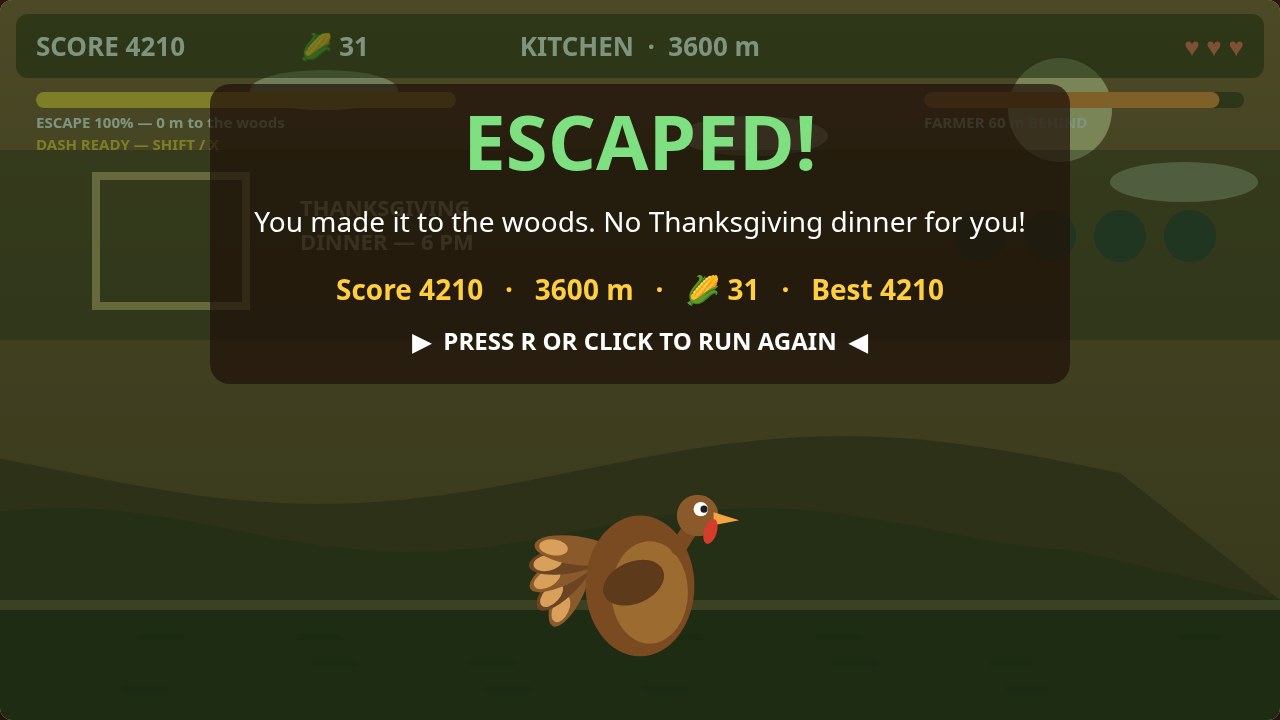 SCORE 4210 🌽 31 KITCHEN · 3600 m ♥ ♥ ♥
ESCAPE 100% — 0 m to the woods
FARMER 60 m BEHIND
DASH READY — SHIFT / X
ESCAPED!
THANKSGIVING
DINNER — 6 PM
You made it to the woods. No Thanksgiving dinner for you!
Score 4210 · 3600 m · 🌽 31 · Best 4210
▶ PRESS R OR CLICK TO RUN AGAIN ◀